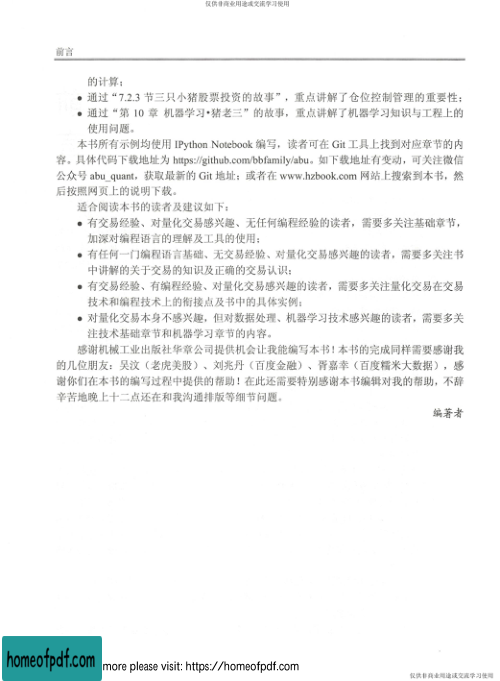 仅供非商业用途或交流学习使用
前言
的计算；
● 通过“7.2.3 节三只小猪股票投资的故事”，重点讲解了仓位控制管理的重要性；
● 通过“第 10 章 机器学习•猪老三”的故事，重点讲解了机器学习知识与工程上的
使用问题。
本书所有示例均使用 IPython Notebook 编写，读者可在 Git 工具上找到对应章节的内
容。具体代码下载地址为 https://github.com/bbfamily/abu。如下载地址有变动，可关注微信
公众号 abu_quant，获取最新的 Git 地址；或者在 www.hzbook.com 网站上搜索到本书，然
后按照网页上的说明下载。
适合阅读本书的读者及建议如下：
● 有交易经验、对量化交易感兴趣、无任何编程经验的读者，需要多关注基础章节，
加深对编程语言的理解及工具的使用；
● 有任何一门编程语言基础、无交易经验、对量化交易感兴趣的读者，需要多关注书
中讲解的关于交易的知识及正确的交易认识；
● 有交易经验、有编程经验、对量化交易感兴趣的读者，需要多关注量化交易在交易
技术和编程技术上的衔接点及书中的具体实例；
● 对量化交易本身不感兴趣，但对数据处理、机器学习技术感兴趣的读者，需要多关
注技术基础章节和机器学习章节的内容。
感谢机械工业出版社华章公司提供机会让我能编写本书！本书的完成同样需要感谢我
的几位朋友：吴汶（老虎美股）、刘兆丹（百度金融）、胥嘉幸（百度糯米大数据），感
谢你们在本书的编写过程中提供的帮助！在此还需要特别感谢本书编辑对我的帮助，不辞
辛苦地晚上十二点还在和我沟通排版等细节问题。
编著者
homeofpdf.com
more please visit: https://homeofpdf.com
仅供非商业用途或交流学习使用